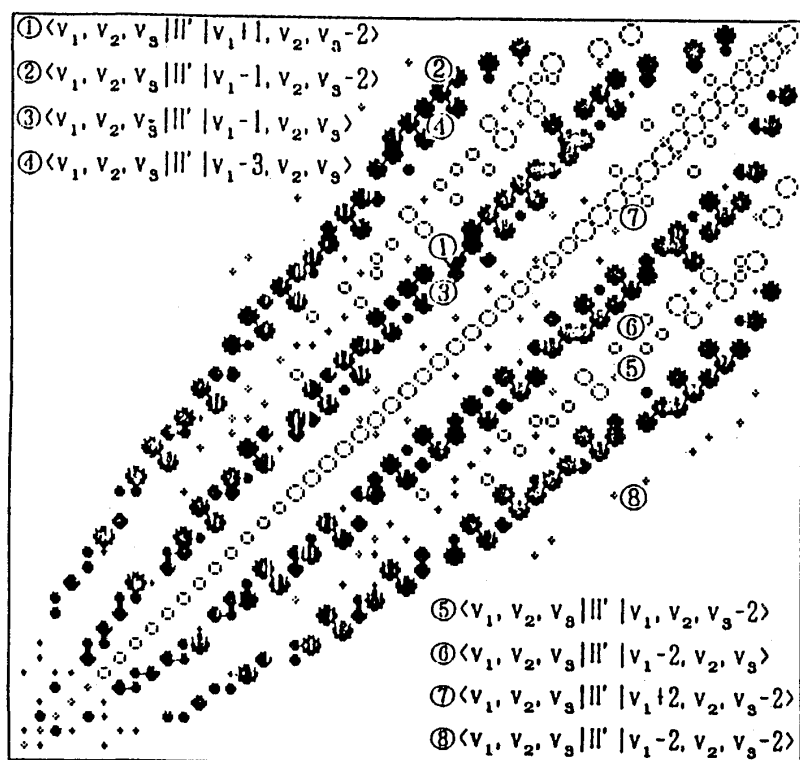 ①<v₁, v₂, v₃|H'|v₁+1, v₂, v₃-2>
②<v₁, v₂, v₃|H'|v₁-1, v₂, v₃-2>
③<v₁, v₂, v₃|H'|v₁-1, v₂, v₃>
④<v₁, v₂, v₃|H'|v₁-3, v₂, v₃>
②
④
⑦
①
③
⑥
⑤
⑧
⑤<v₁, v₂, v₃|H'|v₁, v₂, v₃-2>
⑥<v₁, v₂, v₃|H'|v₁-2, v₂, v₃>
⑦<v₁, v₂, v₃|H'|v₁+2, v₂, v₃-2>
⑧<v₁, v₂, v₃|H'|v₁-2, v₂, v₃-2>